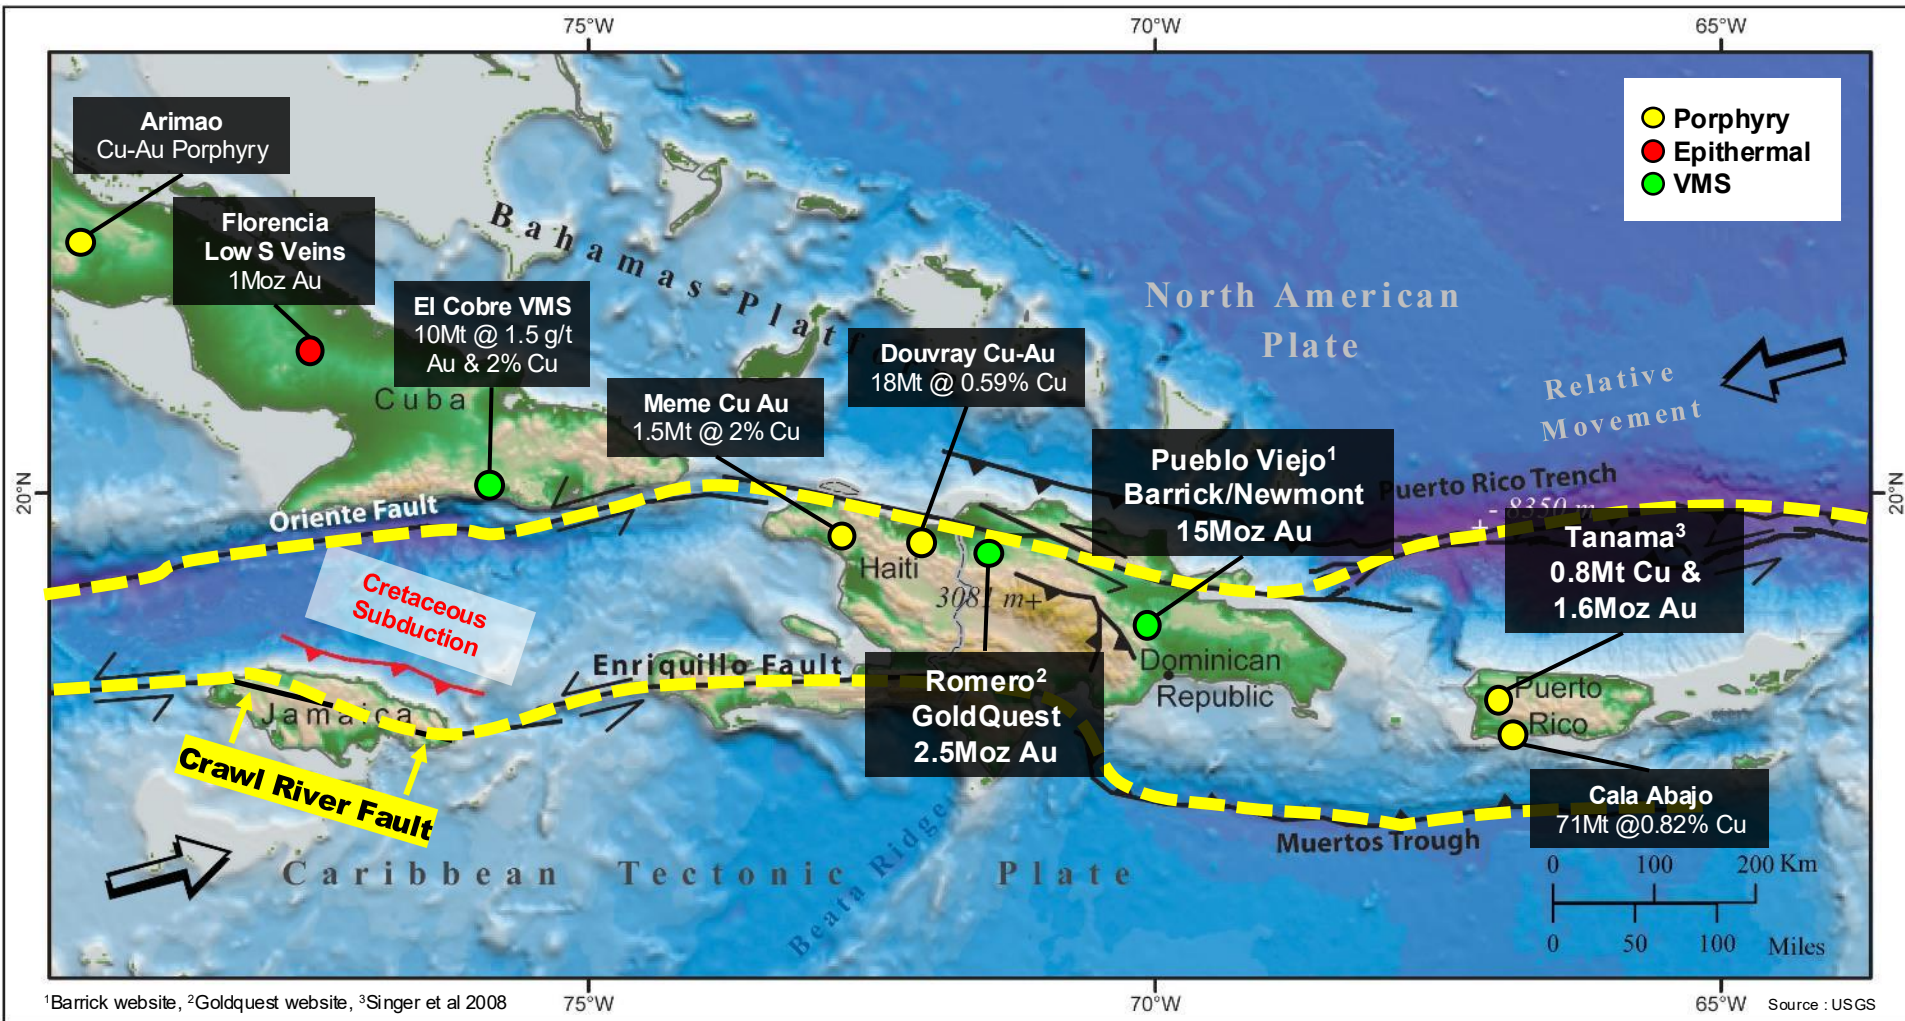 75°W
70°W
65°W
Porphyry
Epithermal
VMS
Arimao
Cu-Au Porphyry
Florencia
Low S Veins
1Moz Au
El Cobre VMS
10Mt @ 1.5 g/t
Au & 2% Cu
Bahamas Platf
North American
Plate
Relative
Movement
Cuba
Meme Cu Au
1.5Mt @ 2% Cu
Douvray Cu-Au
18Mt @ 0.59% Cu
Pueblo Viejo¹
Barrick/Newmont
15Moz Au
Puerto Rico Trench
- 8350 m
+
20°N
20°N
Oriente Fault
Tanama³
0.8Mt Cu &
1.6Moz Au
Haiti
3081 m+
Cretaceous
Subduction
Enriquillo Fault
Dominican
Republic
Romero²
GoldQuest
2.5Moz Au
Puerto
Rico
Jamaica
Crawl River Fault
Cala Abajo
71Mt @0.82% Cu
Muertos Trough
Beata Ridge
Caribbean Tectonic Plate
0 100 200 Km
0 50 100 Miles
¹Barrick website, ²Goldquest website, ³Singer et al 2008
75°W
70°W
65°W
Source : USGS